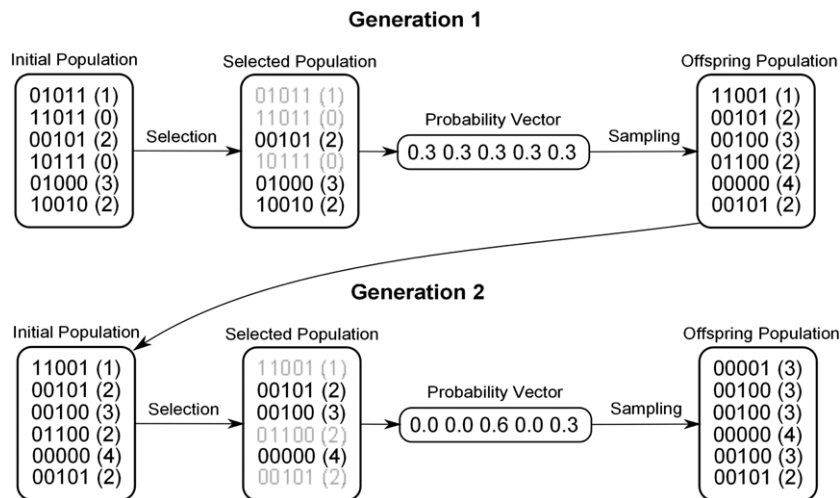 Generation 1
Initial Population
Selected Population
Offspring Population
01011 (1)
11011 (0)
00101 (2)
10111 (0)
01000 (3)
10010 (2)
Selection
01011 (1)
11011 (0)
00101 (2)
10111 (0)
01000 (3)
10010 (2)
Probability Vector
0.3 0.3 0.3 0.3 0.3
Sampling
11001 (1)
00101 (2)
00100 (3)
01100 (2)
00000 (4)
00101 (2)
Generation 2
Initial Population
Selected Population
Offspring Population
11001 (1)
00101 (2)
00100 (3)
01100 (2)
00000 (4)
00101 (2)
Selection
11001 (1)
00101 (2)
00100 (3)
01100 (2)
00000 (4)
00101 (2)
Probability Vector
0.0 0.0 0.6 0.0 0.3
Sampling
00001 (3)
00100 (3)
00100 (3)
00000 (4)
00100 (3)
00101 (2)